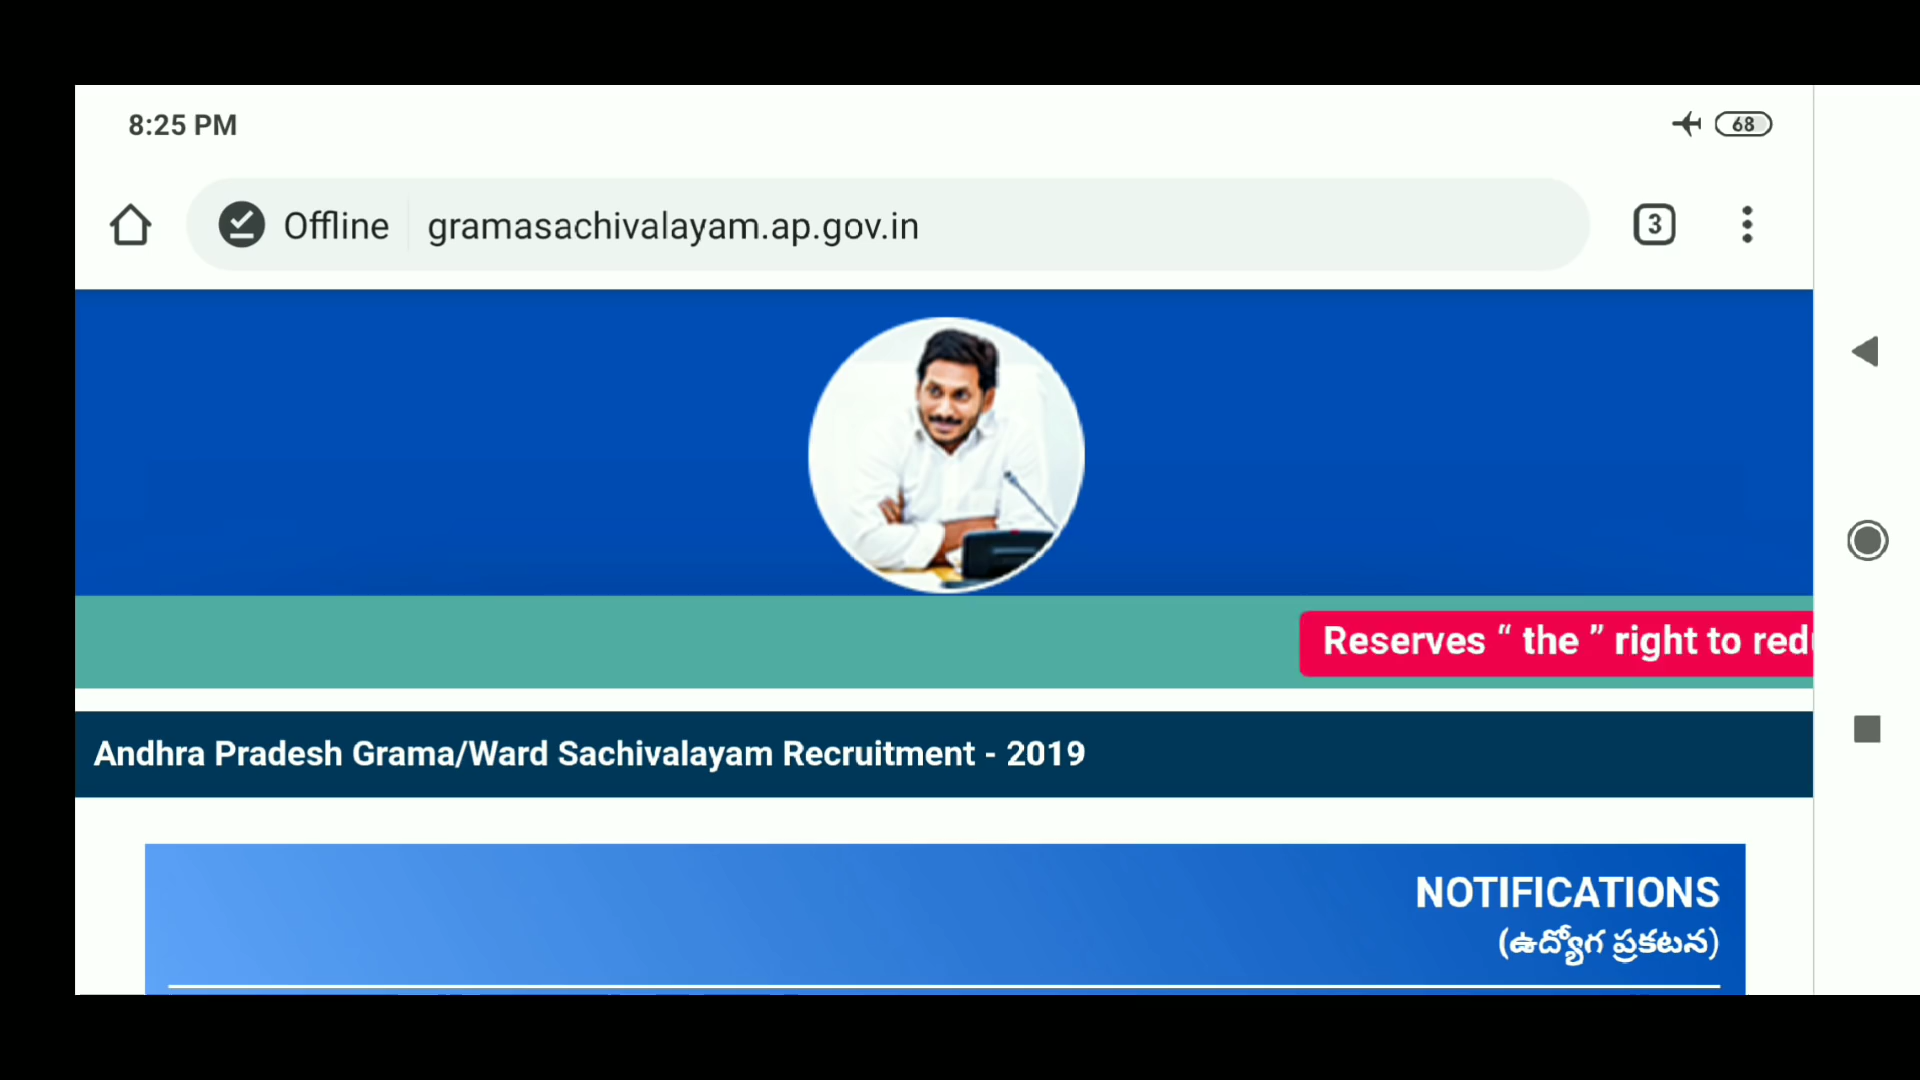 8:25 PM
68
Offline gramasachivalayam.ap.gov.in
3
Reserves “ the ” right to
Andhra Pradesh Grama/Ward Sachivalayam Recruitment - 2019
NOTIFICATIONS
(ఉద్యోగ ప్రకటన)